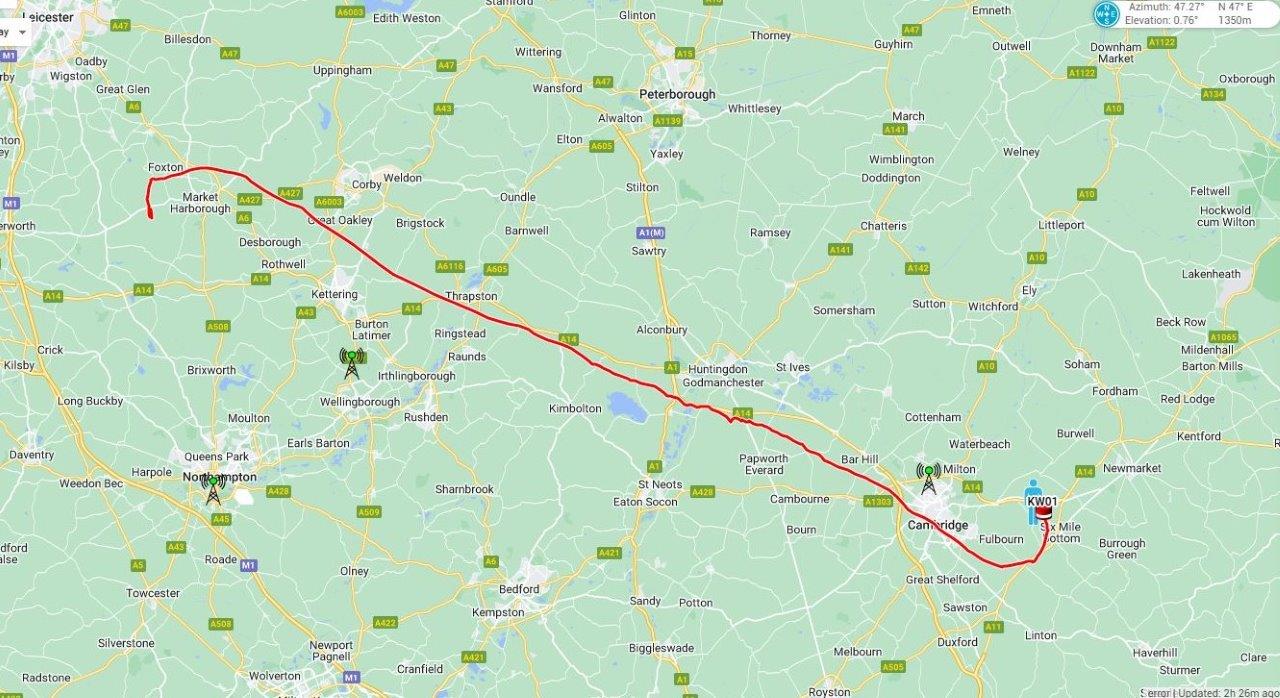 Leicester
A6003
Edith Weston
Stamford
Glinton
Emneth
Azimuth: 47.27°
N 47° E
Elevation: 0.76°
1350m
N
W E
S
A47
Billesdon
A47
Wittering
A15
Thorney
A47
Guyhirn
Outwell
Downham
Market
A1122
M1
Oadby
Wigston
Uppingham
A47
Wansford
A47
Peterborough
A1122
Oxborough
Great Glen
A6
A43
Alwalton
A1139
Whittlesey
A10
A134
Elton
A605
March
A141
Yaxley
Wimblington
Welney
Foxton
Weldon
Corby
Doddington
Stilton
Oundle
A427
A427
A6003
Market
Harborough
A10
Feltwell
M1
A6
Great Oakley
Brigstock
Barnwell
A1(M)
Ramsey
Chatteris
Littleport
Hockwold
cum Wilton
Desborough
Sawtry
A141
A10
Rothwell
A6116
A605
A142
Lakenheath
A14
A14
A14
Kettering
Thrapston
Ely
A43
A14
Sutton
Witchford
Somersham
A508
Burton
Latimer
Ringstead
Alconbury
Beck Row
A14
A1065
Crick
Raunds
Mildenhall
Kilsby
Brixworth
Irthlingborough
A1
Huntingdon
Godmanchester
St Ives
A10
Soham
Barton Mills
Fordham
Long Buckby
Wellingborough
Kimbolton
Red Lodge
Moulton
Rushden
A14
Cottenham
Earls Barton
Waterbeach
Burwell
Kentford
Daventry
Queens Park
Harpole
Northampton
Papworth
Everard
Bar Hill
Milton
A14
Newmarket
A1
Weedon Bec
A428
Sharnbrook
St Neots
A428
Cambourne
A1303
A14
KW01
A509
Eaton Socon
A45
Cambridge
Six Mile
Bottom
Bourn
Fulbourn
A43
Roade
M1
A421
Burrough
Green
A5
A6
Olney
Bedford
Great Shelford
Towcester
Kempston
Sandy
Potton
Sawston
A508
A422
A11
Silverstone
Newport
Pagnell
Biggleswade
Duxford
Linton
A421
Melbourn
Haverhill
Clare
Cranfield
A505
Sturmer
Radstone
Wolverton
M1
A1
Royston
Updated: 2h 26m